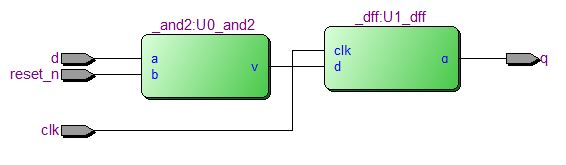 _and2:U0_and2
_dff:U1_dff
d
a
clk
reset_n
b
y
d
q
q
clk